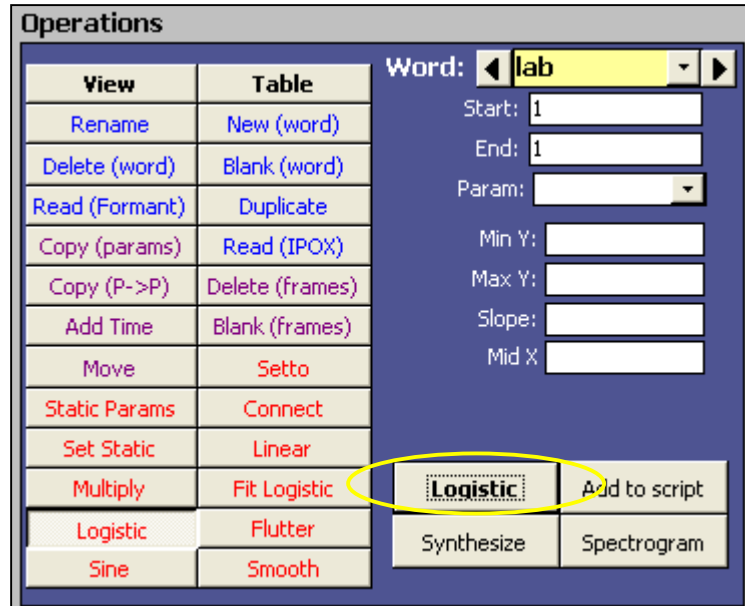 Operations
View Table
Rename New (word)
Delete (word) Blank (word)
Read (Formant) Duplicate
Copy (params) Read (IPOX)
Copy (P->P) Delete (frames)
Add Time Blank (frames)
Move Setto
Static Params Connect
Set Static Linear
Multiply Fit Logistic
Logistic Flutter
Sine Smooth
Word: lab
Start: 1
End: 1
Param:
Min Y:
Max Y:
Slope:
Mid X
Logistic Add to script
Synthesize Spectrogram